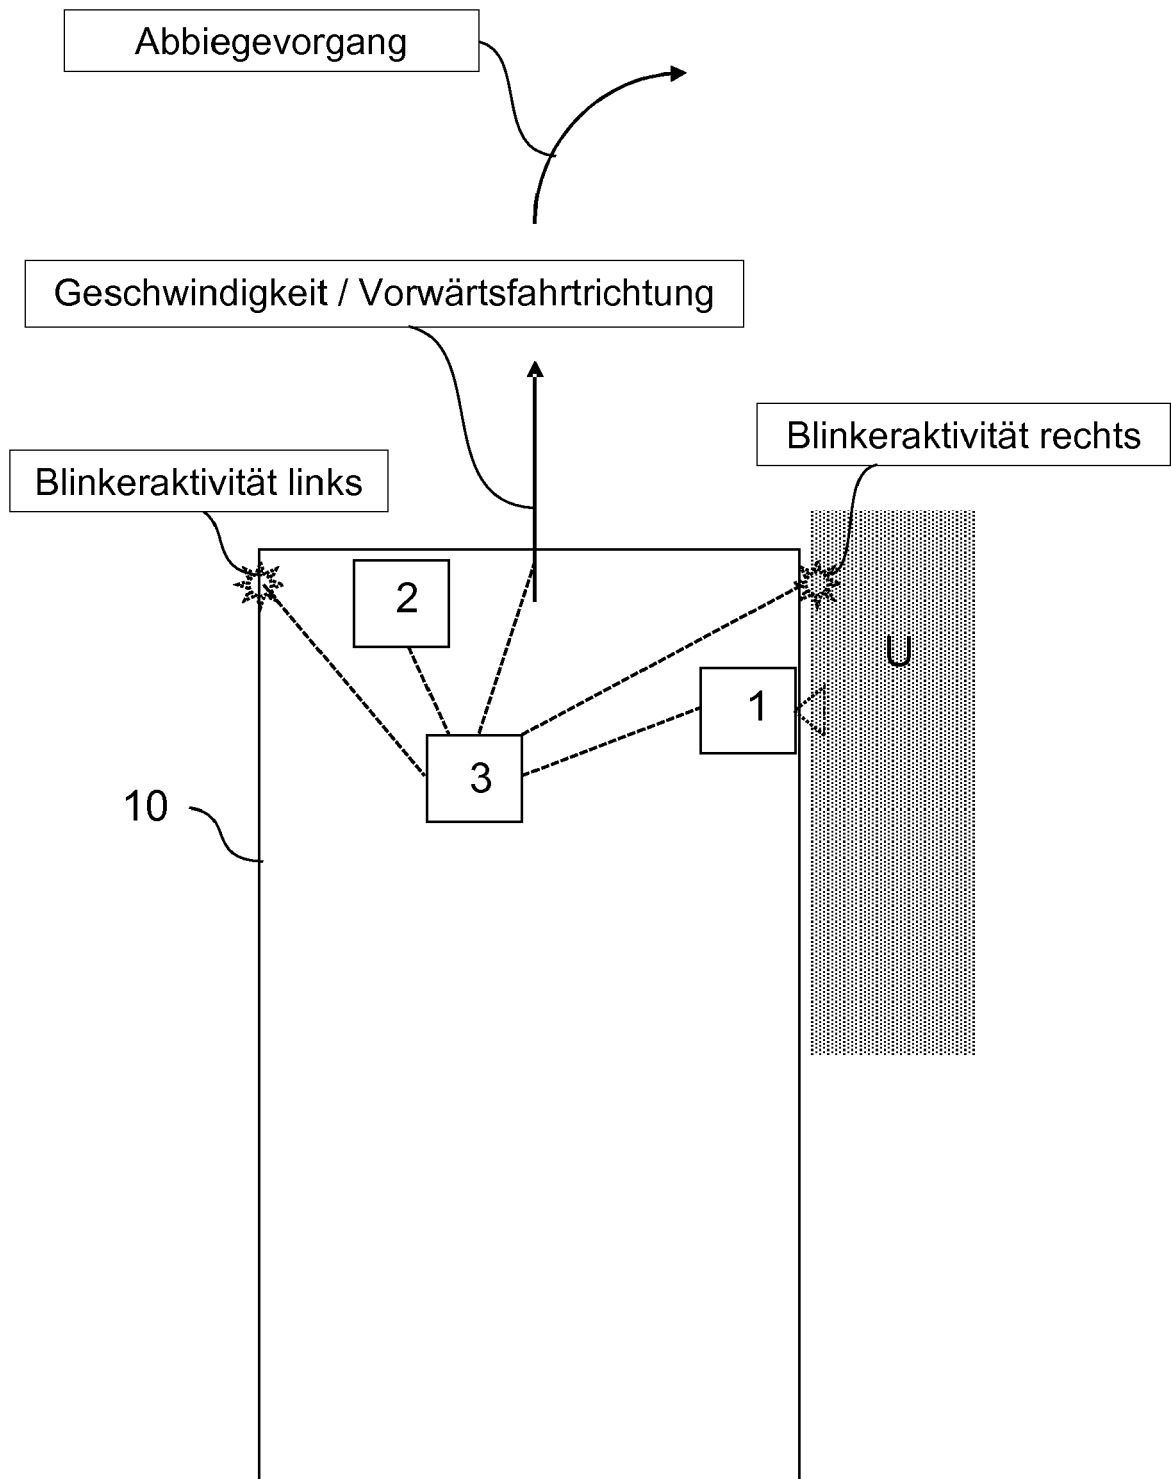 Abbiegevorgang
Geschwindigkeit / Vorwärtsfahrtrichtung
Blinkeraktivität rechts
Blinkeraktivität links
2
U
1
3
10